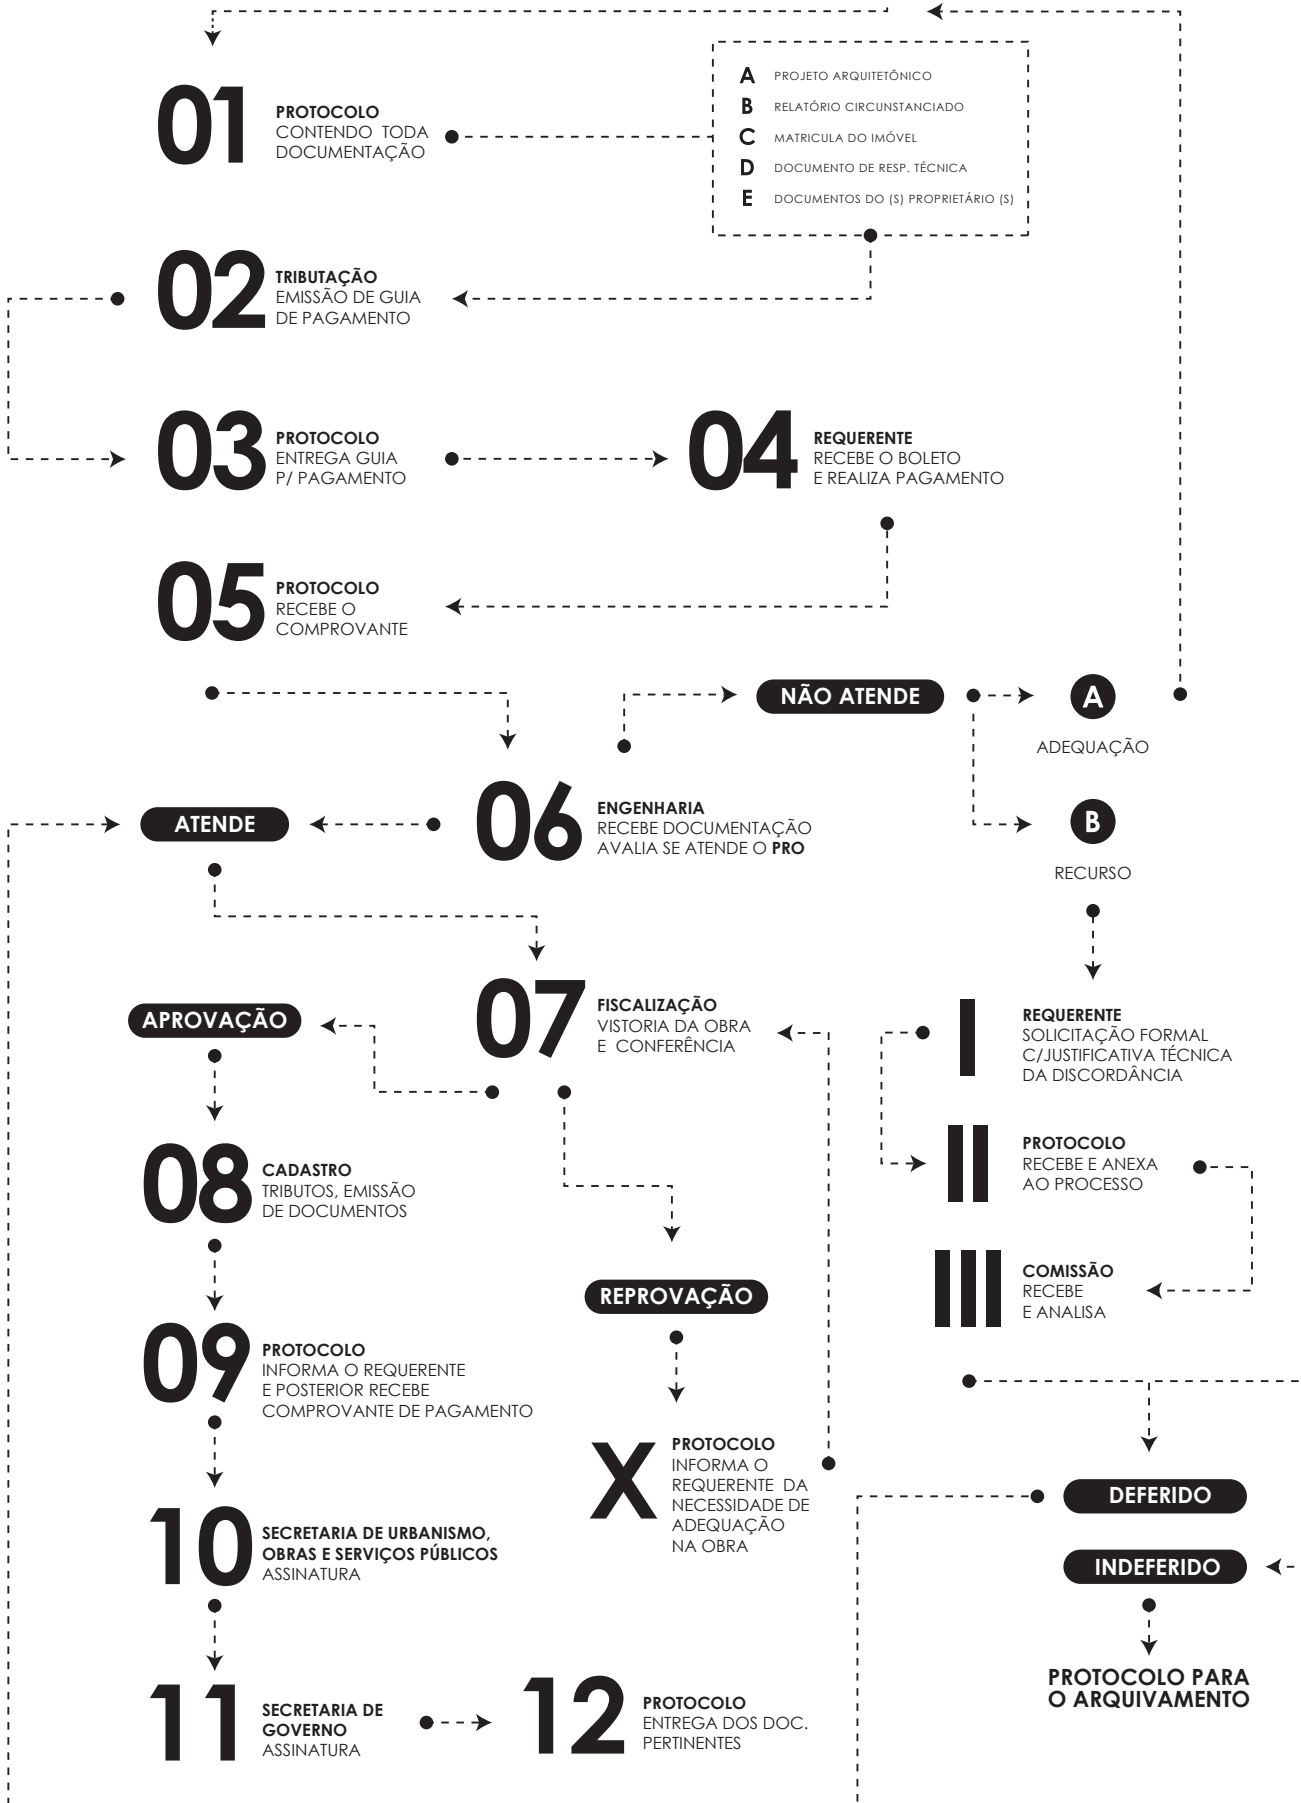 01
PROTOCOLO
CONTENDO TODA
DOCUMENTAÇÃO
A PROJETO ARQUITETÔNICO
B RELATÓRIO CIRCUNSTANCIADO
C MATRICULA DO IMÓVEL
D DOCUMENTO DE RESP. TÉCNICA
E DOCUMENTOS DO (S) PROPRIETÁRIO (S)
02
TRIBUTAÇÃO
EMISSÃO DE GUIA
DE PAGAMENTO
03
PROTOCOLO
ENTREGA GUIA
P/ PAGAMENTO
04
REQUERENTE
RECEBE O BOLETO
E REALIZA PAGAMENTO
05
PROTOCOLO
RECEBE O
COMPROVANTE
NÃO ATENDE
A
ADEQUAÇÃO
ATENDE
06
ENGENHARIA
RECEBE DOCUMENTAÇÃO
AVALIA SE ATENDE O PRO
B
RECURSO
APROVAÇÃO
07
FISCALIZAÇÃO
VISTORIA DA OBRA
E CONFERÊNCIA
I
REQUERENTE
SOLICITAÇÃO FORMAL
C/JUSTIFICATIVA TÉCNICA
DA DISCORDÂNCIA
II
PROTOCOLO
RECEBE E ANEXA
AO PROCESSO
08
CADASTRO
TRIBUTOS, EMISSÃO
DE DOCUMENTOS
REPROVAÇÃO
III
COMISSÃO
RECEBE
E ANALISA
09
PROTOCOLO
INFORMA O REQUERENTE
E POSTERIOR RECEBE
COMPROVANTE DE PAGAMENTO
X
PROTOCOLO
INFORMA O
REQUERENTE DA
NECESSIDADE DE
ADEQUAÇÃO
NA OBRA
DEFERIDO
INDEFERIDO
10
SECRETARIA DE URBANISMO,
OBRAS E SERVIÇOS PÚBLICOS
ASSINATURA
PROTOCOLO PARA
O ARQUIVAMENTO
11
SECRETARIA DE
GOVERNO
ASSINATURA
12
PROTOCOLO
ENTREGA DOS DOC.
PERTINENTES